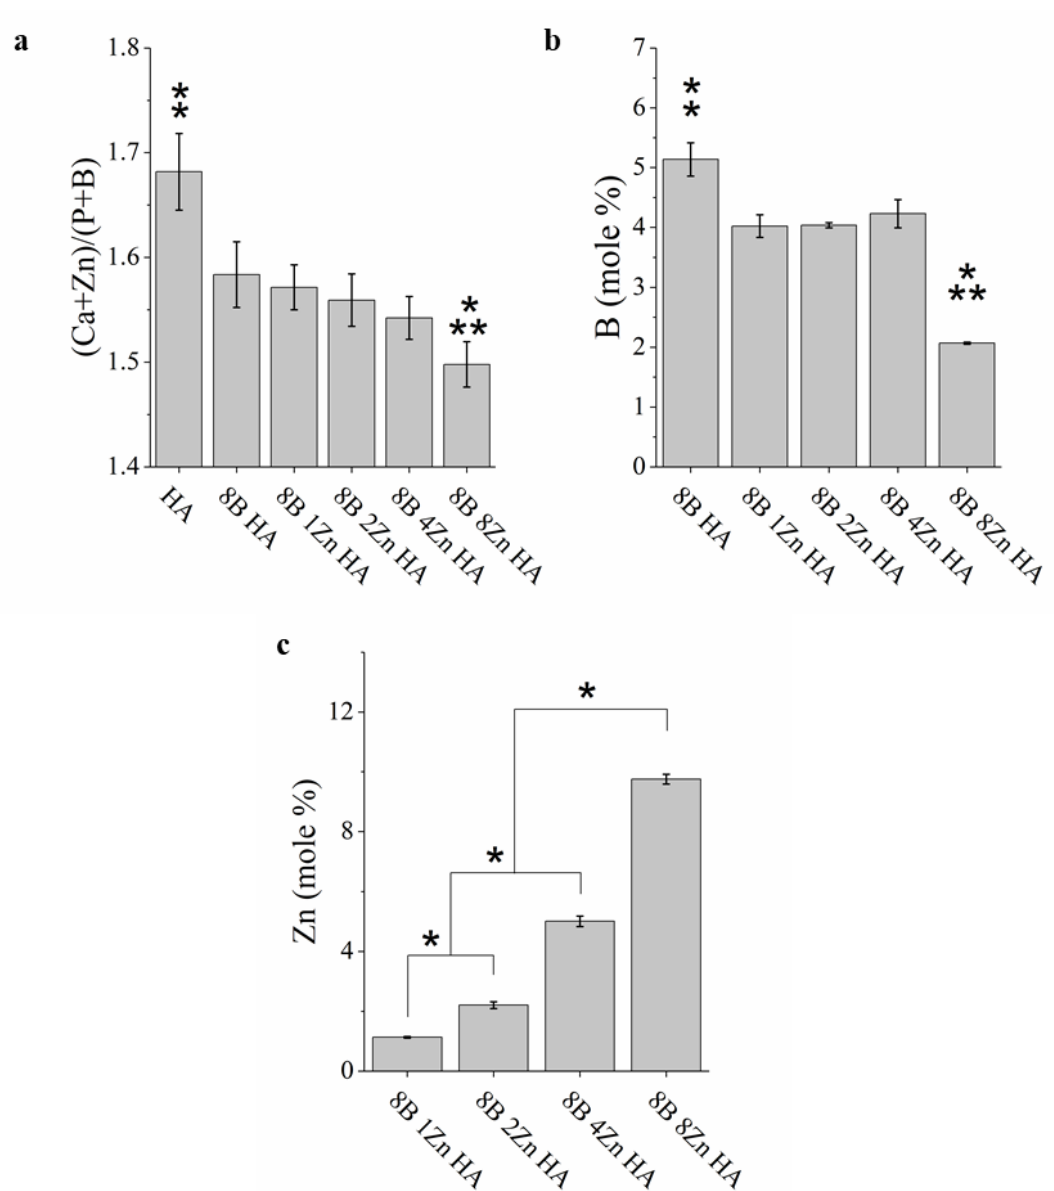 a
(Ca+Zn)/(P+B)
1.8
1.7
1.6
1.5
1.4
*
*
*
**
HA
8B HA
8B 1Zn HA
8B 2Zn HA
8B 4Zn HA
8B 8Zn HA
b
B (mole %)
7
6
5
4
3
2
1
0
*
*
*
**
8B HA
8B 1Zn HA
8B 2Zn HA
8B 4Zn HA
8B 8Zn HA
c
Zn (mole %)
12
8
4
0
*
*
*
8B 1Zn HA
8B 2Zn HA
8B 4Zn HA
8B 8Zn HA